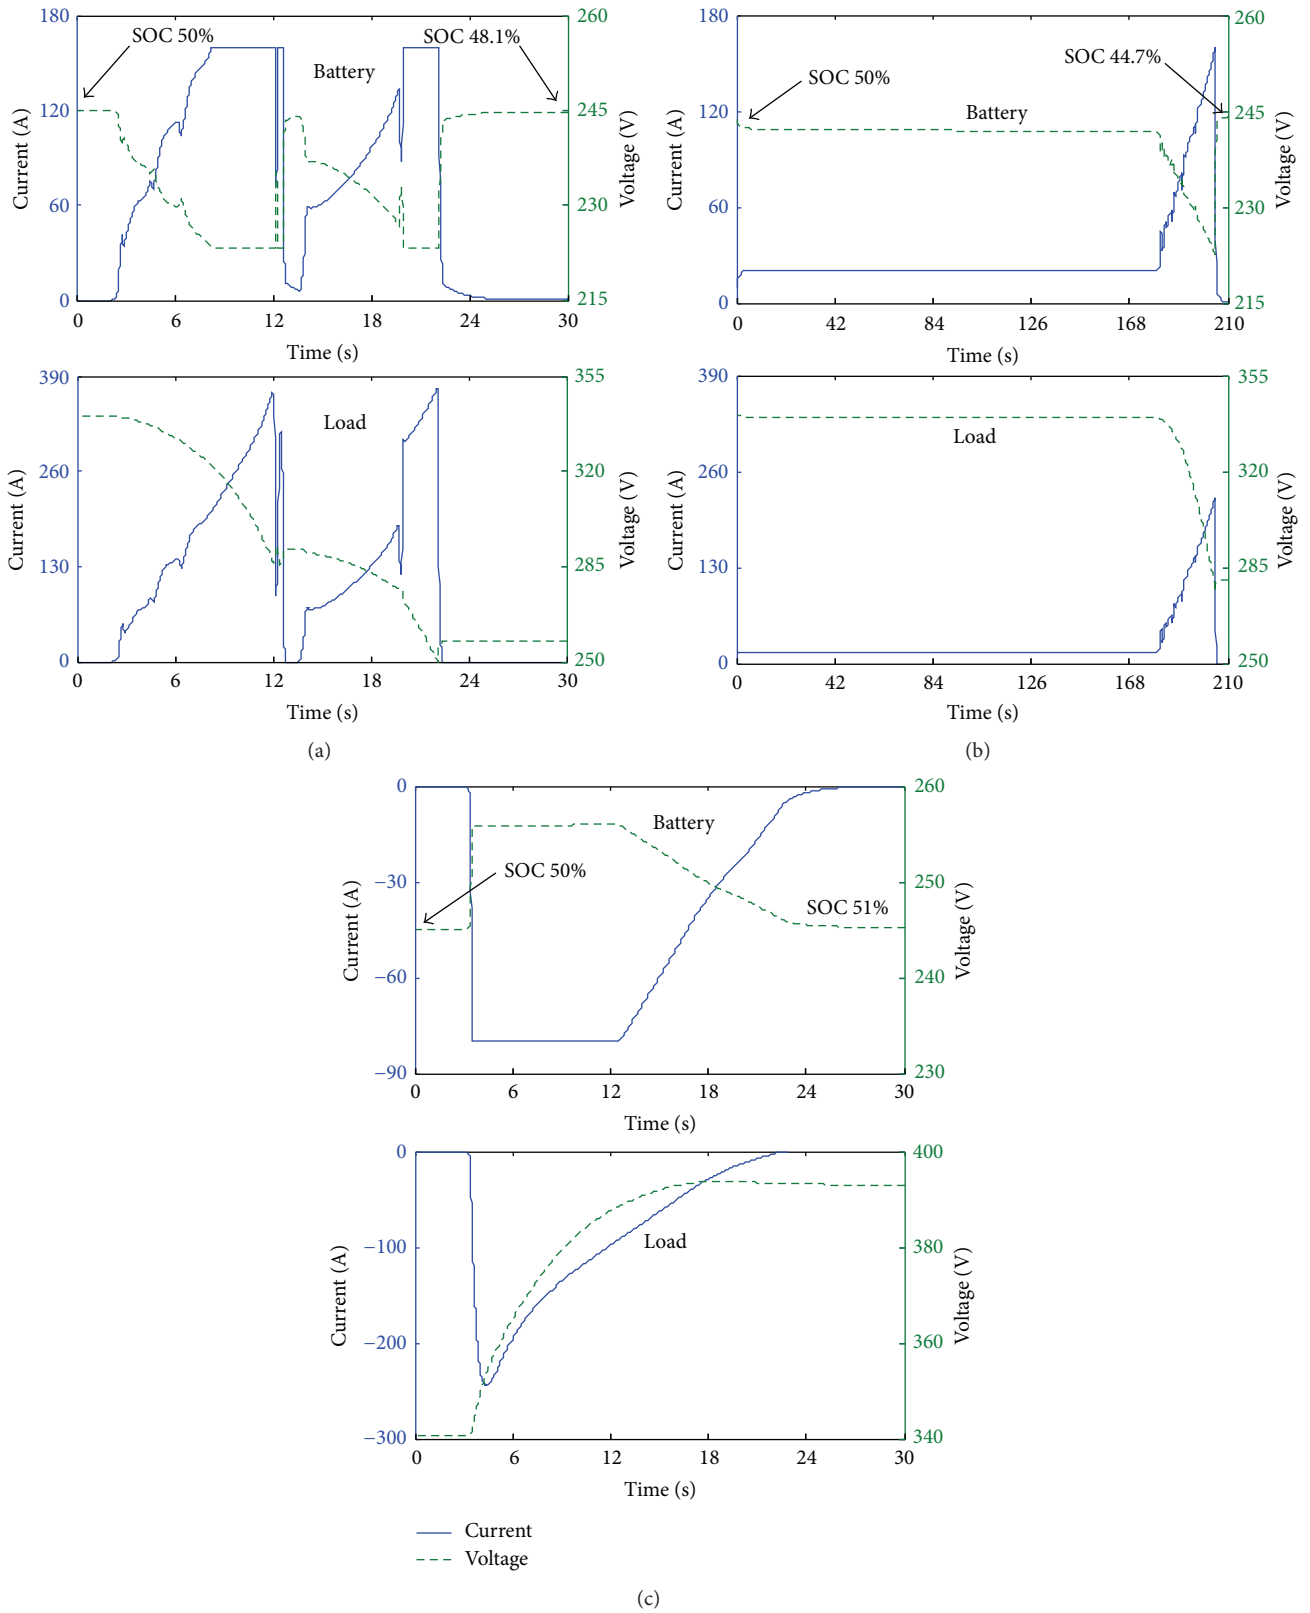 180
120
60
0
Current (A)
SOC 50%
Battery
SOC 48.1%
260
245
230
215
Voltage (V)
0 6 12 18 24 30
Time (s)
390
260
130
0
Current (A)
Load
355
320
285
250
Voltage (V)
0 6 12 18 24 30
Time (s)
(a)
180
120
60
0
Current (A)
SOC 50%
Battery
SOC 44.7%
260
245
230
215
Voltage (V)
0 42 84 126 168 210
Time (s)
390
260
130
0
Current (A)
Load
355
320
285
250
Voltage (V)
0 42 84 126 168 210
Time (s)
(b)
0
−30
−60
−90
Current (A)
Battery
SOC 50%
SOC 51%
260
250
240
230
Voltage (V)
0 6 12 18 24 30
Time (s)
0
−100
−200
−300
Current (A)
Load
400
380
360
340
Voltage (V)
0 6 12 18 24 30
Time (s)
Current
Voltage
(c)